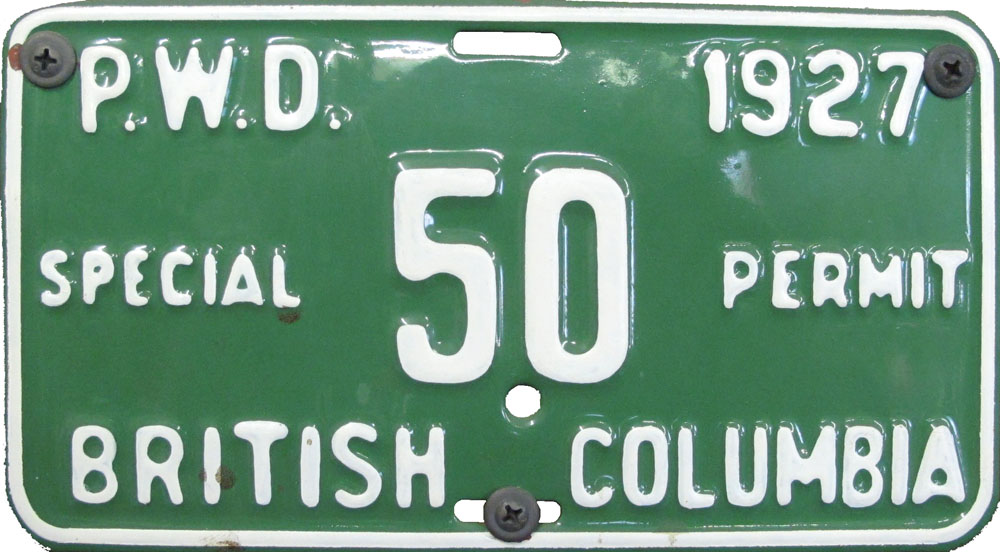 P.W.D. 1927
50
SPECIAL PERMIT
BRITISH COLUMBIA